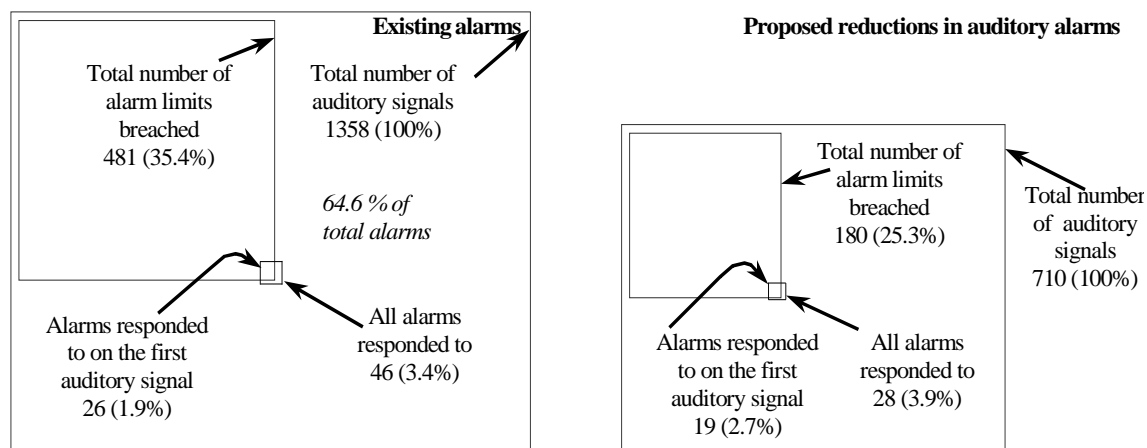 Existing alarms
Total number of
alarm limits
breached
481 (35.4%)
Total number of
auditory signals
1358 (100%)
64.6 % of
total alarms
Alarms responded
to on the first
auditory signal
26 (1.9%)
All alarms
responded to
46 (3.4%)
Proposed reductions in auditory alarms
Total number of
alarm limits
breached
180 (25.3%)
Total number
of auditory
signals
710 (100%)
Alarms responded
to on the first
auditory signal
19 (2.7%)
All alarms
responded to
28 (3.9%)